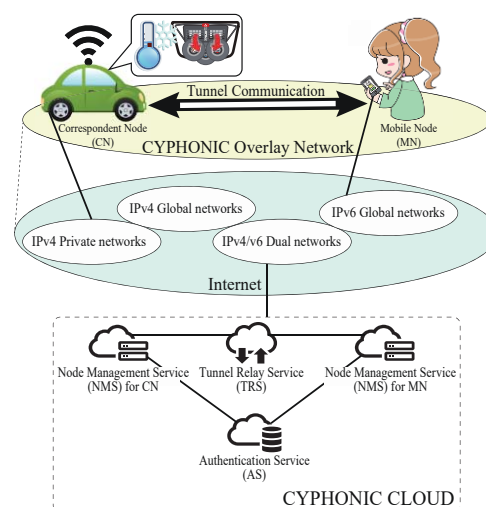 Tunnel Communication
Correspondent Node
(CN)
Mobile Node
(MN)
CYPHONIC Overlay Network
IPv4 Global networks
IPv6 Global networks
IPv4 Private networks
IPv4/v6 Dual networks
Internet
Node Management Service
(NMS) for CN
Tunnel Relay Service
(TRS)
Node Management Service
(NMS) for MN
Authentication Service
(AS)
CYPHONIC CLOUD